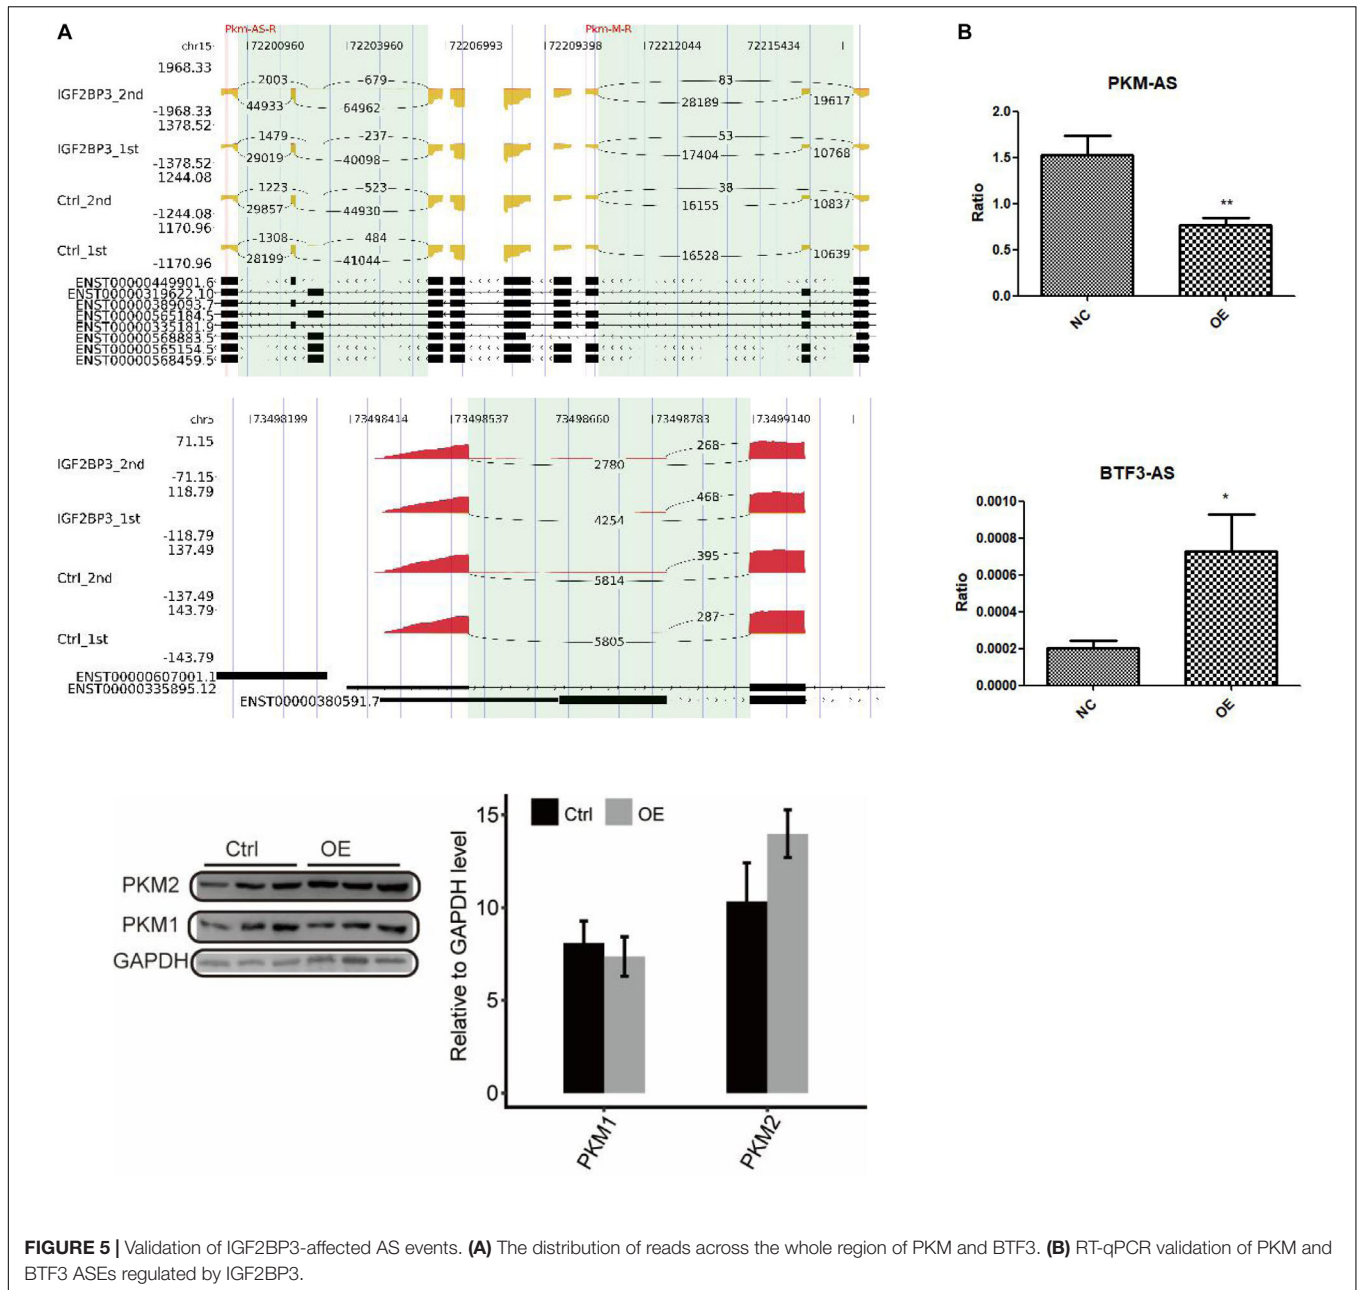 A
Pkm-AS-R Pkm-M-R
chr15 72200960 72203960 72206993 72209398 72212044 72215434
1968.33
IGF2BP3_2nd
-1968.33
2003 679 83
44933 64962 28189 19617
1378.52
IGF2BP3_1st
-1378.52
1479 237 53
29019 40098 17404 10768
1244.08
Ctrl_2nd
-1244.08
1223 523 38
29857 44930 16155 10837
1170.96
Ctrl_1st
-1170.96
1308 484
28199 41044 16528 10639
ENST00000449901.6
ENST00000319622.10
ENST00000389093.7
ENST00000565184.5
ENST00000335181.9
ENST00000568883.5
ENST00000565154.5
ENST00000568459.5
chr5 73498199 73498414 73498537 73498660 73498783 73499140
71.15
IGF2BP3_2nd
-71.15
268
2780
118.79
IGF2BP3_1st
-118.79
468
4254
137.49
Ctrl_2nd
-137.49
395
5814
143.79
Ctrl_1st
-143.79
287
5805
ENST00000607001.1
ENST00000335895.12
ENST00000380591.7
B
PKM-AS
Ratio
2.0
1.5
1.0
0.5
0.0
**
NC OE
BTF3-AS
Ratio
0.0010
0.0008
0.0006
0.0004
0.0002
0.0000
*
NC OE
Ctrl OE
PKM2
PKM1
GAPDH
Relative to GAPDH level
15
10
5
0
Ctrl OE
PKM1 PKM2
FIGURE 5 | Validation of IGF2BP3-affected AS events. (A) The distribution of reads across the whole region of PKM and BTF3. (B) RT-qPCR validation of PKM and
BTF3 ASEs regulated by IGF2BP3.